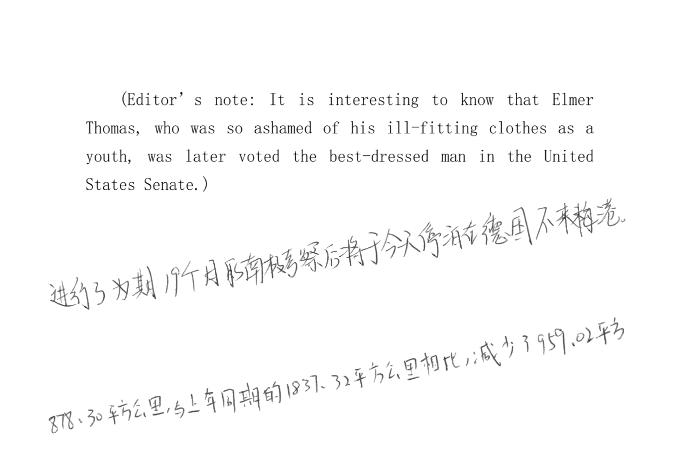 (Editor’s note: It is interesting to know that Elmer
Thomas, who was so ashamed of his ill-fitting clothes as a
youth, was later voted the best-dressed man in the United
States Senate.)
进行了为期19个月的南极考察后将于今天停泊在德国不来梅港。
878.30平方公里,与上年同期的1837.32平方公里相比,减少了959.02平方